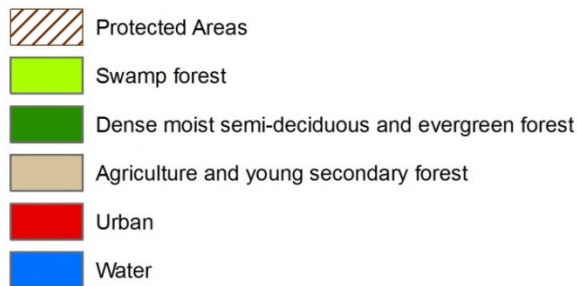 Protected Areas
Swamp forest
Dense moist semi-deciduous and evergreen forest
Agriculture and young secondary forest
Urban
Water